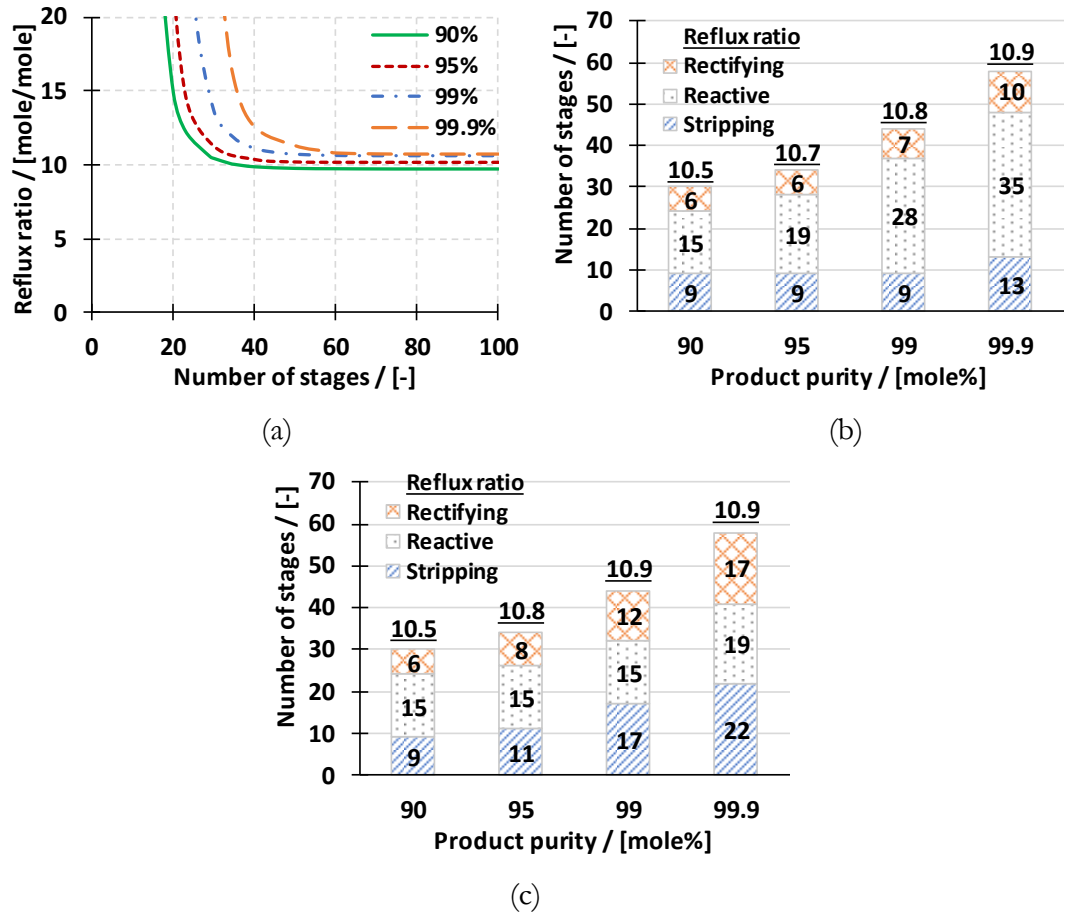 Reflux ratio / [mole/mole]
20
15
10
5
0
90%
95%
99%
99.9%
0 20 40 60 80 100
Number of stages / [-]
(a)
Number of stages / [-]
70
60
50
40
30
20
10
0
Reflux ratio
Rectifying
Reactive
Stripping
10.5 10.7 10.8 10.9
6 6 7 10
15 19 28 35
9 9 9 13
90 95 99 99.9
Product purity / [mole%]
(b)
Number of stages / [-]
70
60
50
40
30
20
10
0
Reflux ratio
Rectifying
Reactive
Stripping
10.5 10.8 10.9 10.9
6 8 12 17
15 15 15 19
9 11 17 22
90 95 99 99.9
Product purity / [mole%]
(c)